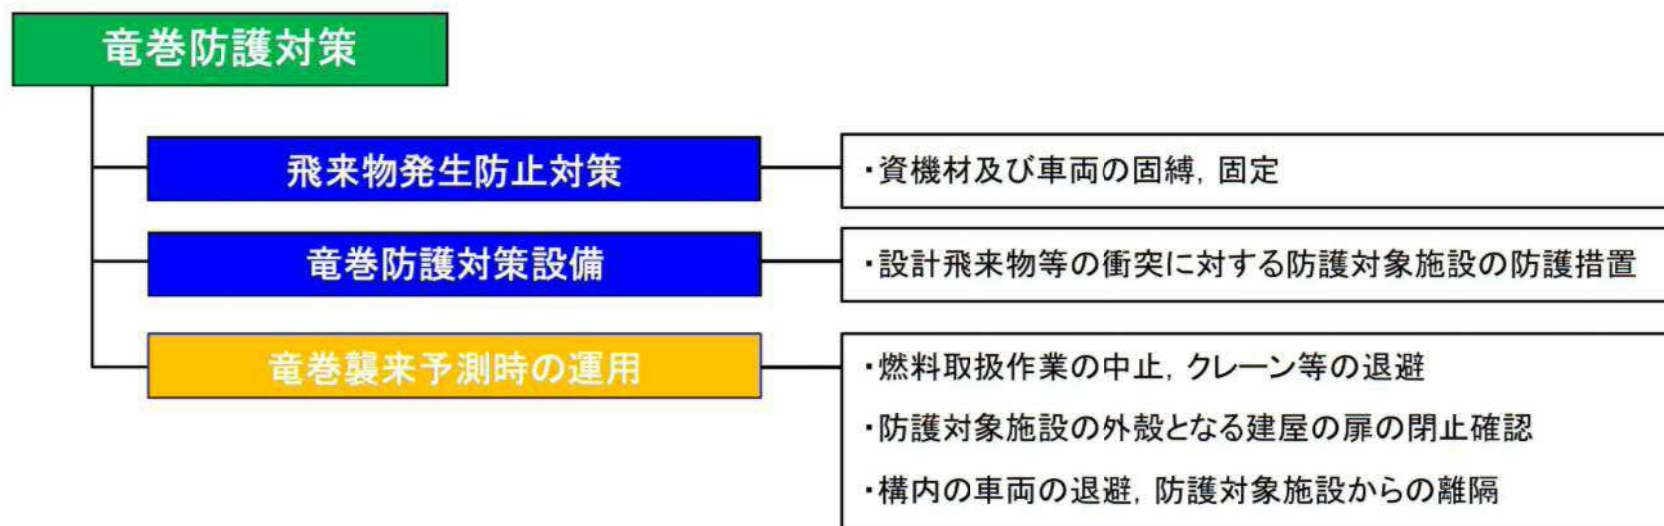 竜巻防護対策
飛来物発生防止対策
・資機材及び車両の固縛, 固定
竜巻防護対策設備
・設計飛来物等の衝突に対する防護対象施設の防護措置
竜巻襲来予測時の運用
・燃料取扱作業の中止, クレーン等の退避
・防護対象施設の外殻となる建屋の扉の閉止確認
・構内の車両の退避, 防護対象施設からの離隔